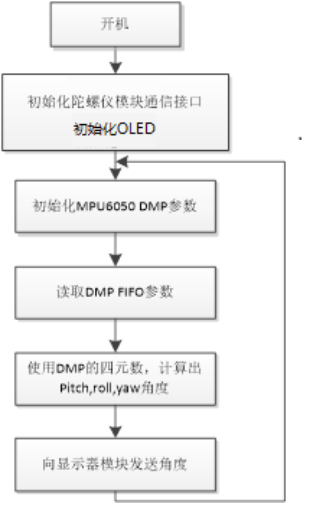 开机
初始化陀螺仪模块通信接口
初始化OLED
初始化MPU6050 DMP参数
读取DMP FIFO参数
使用DMP的四元数，计算出
Pitch,roll,yaw角度
向显示器模块发送角度